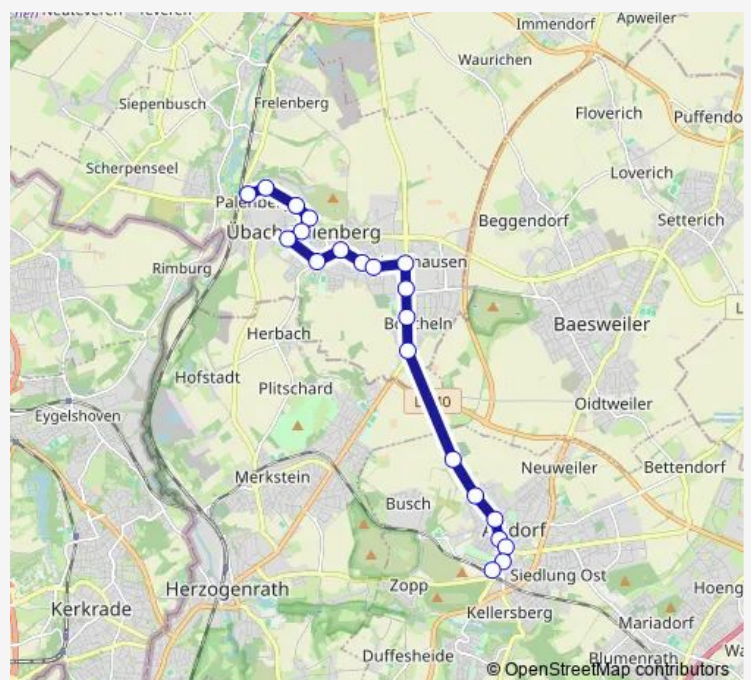 Immendorf
Apweiler
Waurichen
Siepenbusch
Frelenberg
Floverich
Puffendo
Scherpenseel
Loverich
Beggendorf
Setterich
Rimburg
Baesweiler
Herbach
Hofstadt
Plitschard
Oidtweiler
Eygelshoven
Neuweiler
Bettendorf
Merkstein
Busch
Siedlung Ost
Herzogenrath
Zopp
Hoeng
Kerkrade
Kellersberg
Mariadorf
Duffesheide
Blumenrath
Wa
© OpenStreetMap contributors